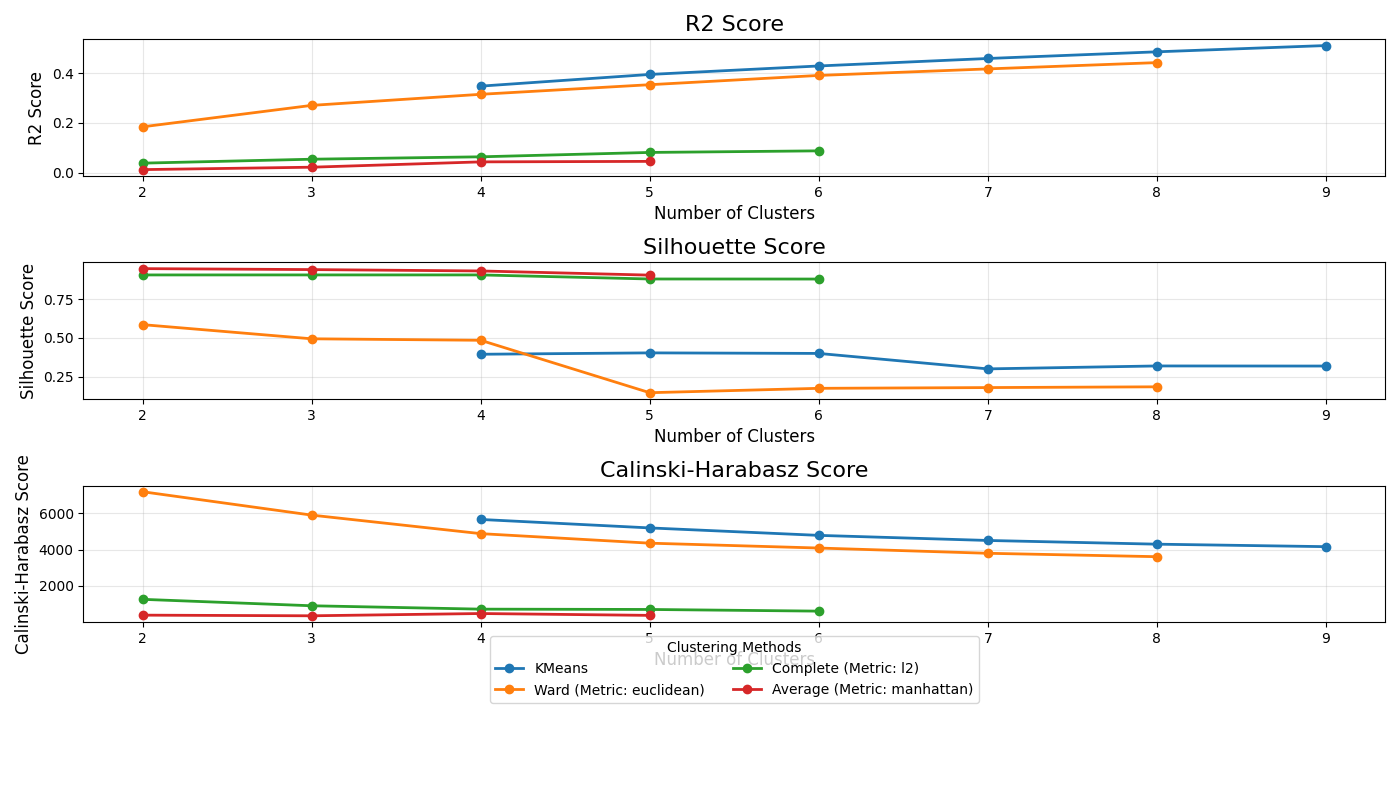 R2 Score
R2 Score
0.4
0.2
0.0
2 3 4 5 6 7 8 9
Number of Clusters
Silhouette Score
Silhouette Score
0.75
0.50
0.25
2 3 4 5 6 7 8 9
Number of Clusters
Calinski-Harabasz Score
Calinski-Harabasz Score
6000
4000
2000
2 3 4 5 6 7 8 9
Number of Clusters
Clustering Methods
KMeans
Ward (Metric: euclidean)
Complete (Metric: l2)
Average (Metric: manhattan)